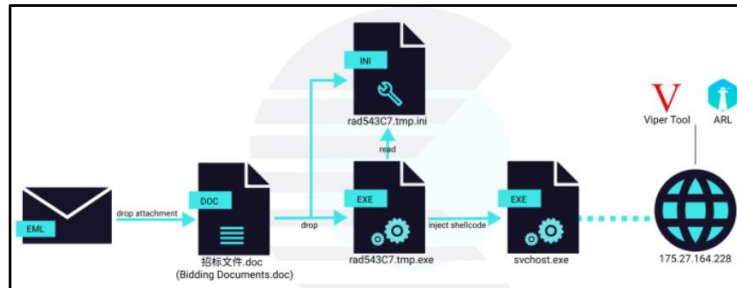 INI
rad543C7.tmp.ini
V
Viper Tool
ARL
read
EML
drop attachment
DOC
招标文件.doc
(Bidding Documents.doc)
drop
EXE
rad543C7.tmp.exe
inject shellcode
EXE
svchost.exe
175.27.164.228